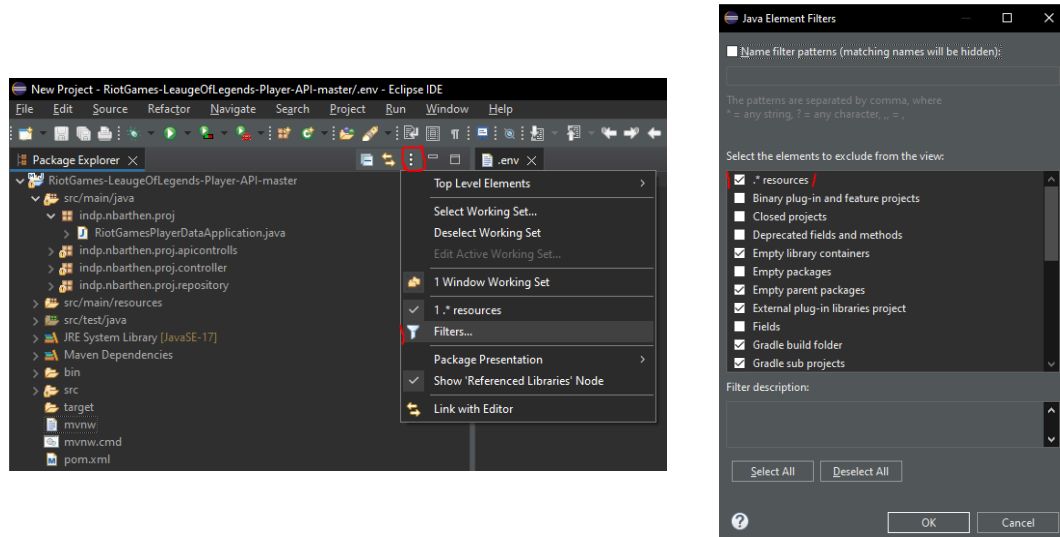 New Project - RiotGames-LeaugeOfLegends-Player-API-master/.env - Eclipse IDE
File Edit Source Refactor Navigate Search Project Run Window Help
Package Explorer
.env
RiotGames-LeaugeOfLegends-Player-API-master
src/main/java
indp.nbarthen.proj
RiotGamesPlayerDataApplication.java
indp.nbarthen.proj.apicontrolls
indp.nbarthen.proj.controller
indp.nbarthen.proj.repository
src/main/resources
src/test/java
JRE System Library [JavaSE-17]
Maven Dependencies
bin
src
target
mvnw
mvnw.cmd
pom.xml
Top Level Elements
Select Working Set...
Deselect Working Set
Edit Active Working Set...
1 Window Working Set
1 .* resources
Filters...
Package Presentation
Show 'Referenced Libraries' Node
Link with Editor
Java Element Filters
Name filter patterns (matching names will be hidden):
The patterns are separated by comma, where
* = any string, ? = any character, ,, = ,
Select the elements to exclude from the view:
.* resources
Binary plug-in and feature projects
Closed projects
Deprecated fields and methods
Empty library containers
Empty packages
Empty parent packages
External plug-in libraries project
Fields
Gradle build folder
Gradle sub projects
Filter description:
Select All
Deselect All
OK
Cancel